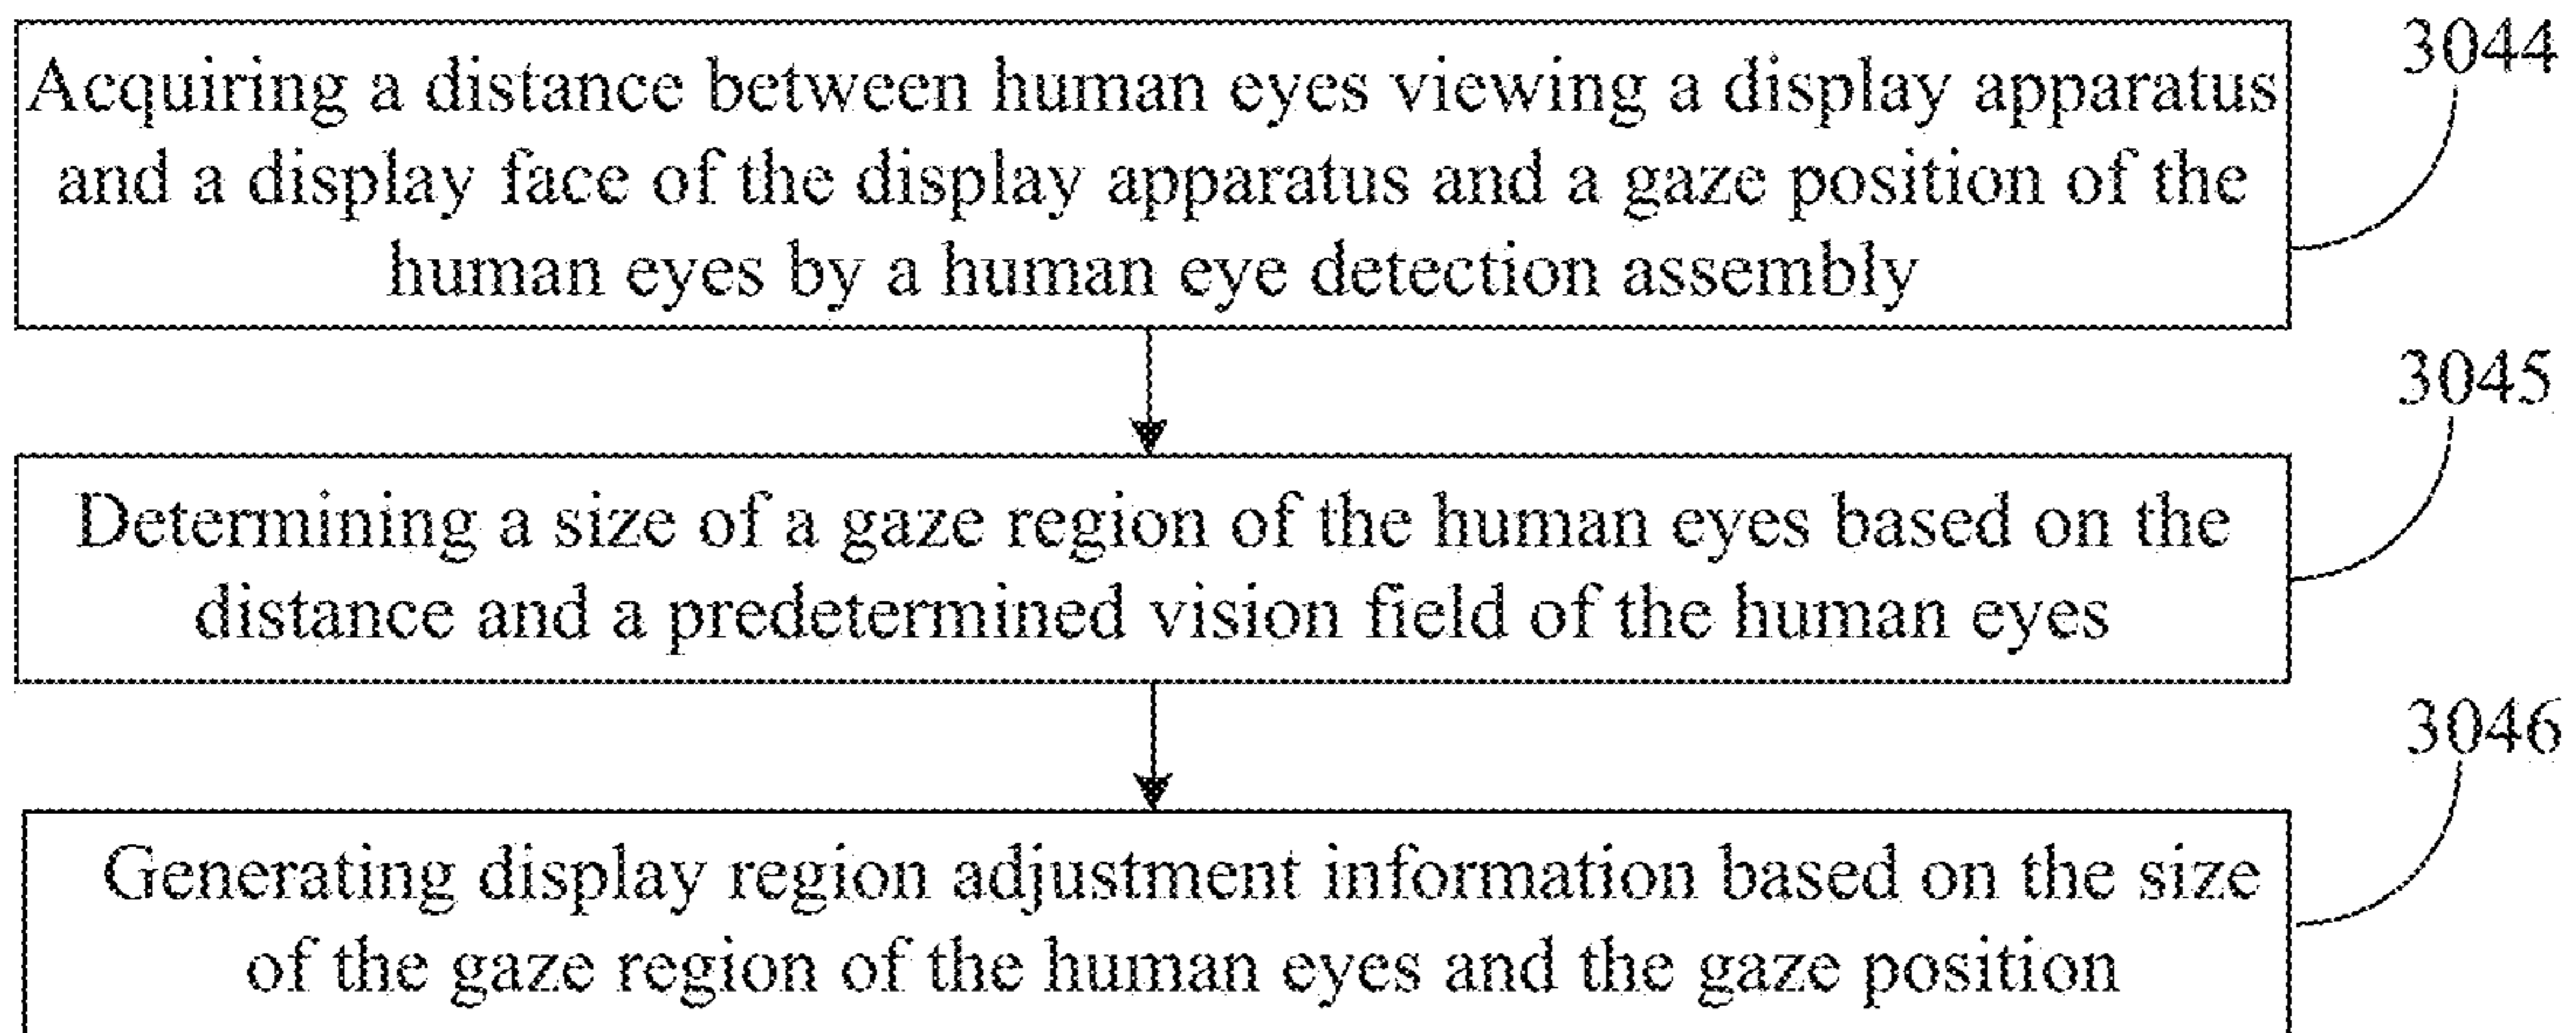 Acquiring a distance between human eyes viewing a display apparatus
and a display face of the display apparatus and a gaze position of the
human eyes by a human eye detection assembly
3044
Determining a size of a gaze region of the human eyes based on the
distance and a predetermined vision field of the human eyes
3045
Generating display region adjustment information based on the size
of the gaze region of the human eyes and the gaze position
3046